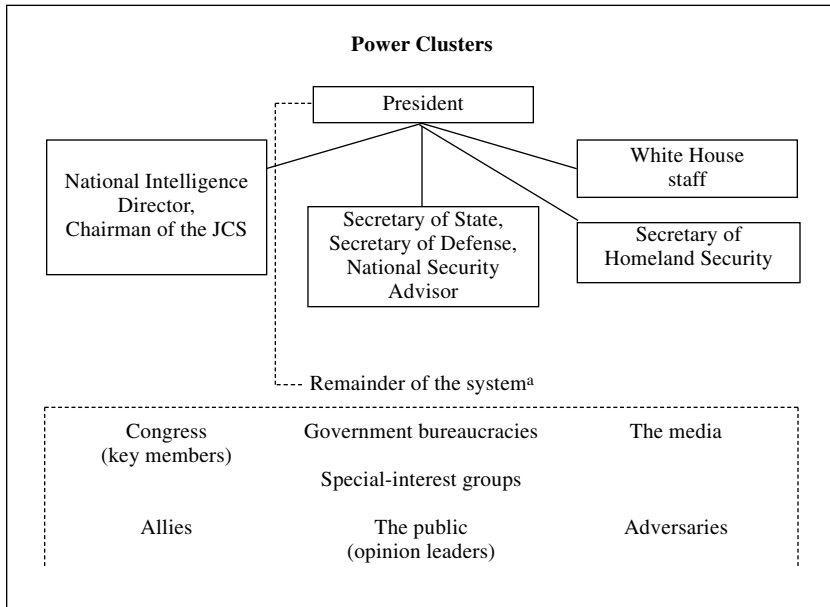 Power Clusters
President
National Intelligence
Director,
Chairman of the JCS
Secretary of State,
Secretary of Defense,
National Security
Advisor
White House
staff
Secretary of
Homeland Security
Remainder of the systemᵃ
Congress
(key members)
Government bureaucracies
The media
Special-interest groups
Allies
The public
(opinion leaders)
Adversaries